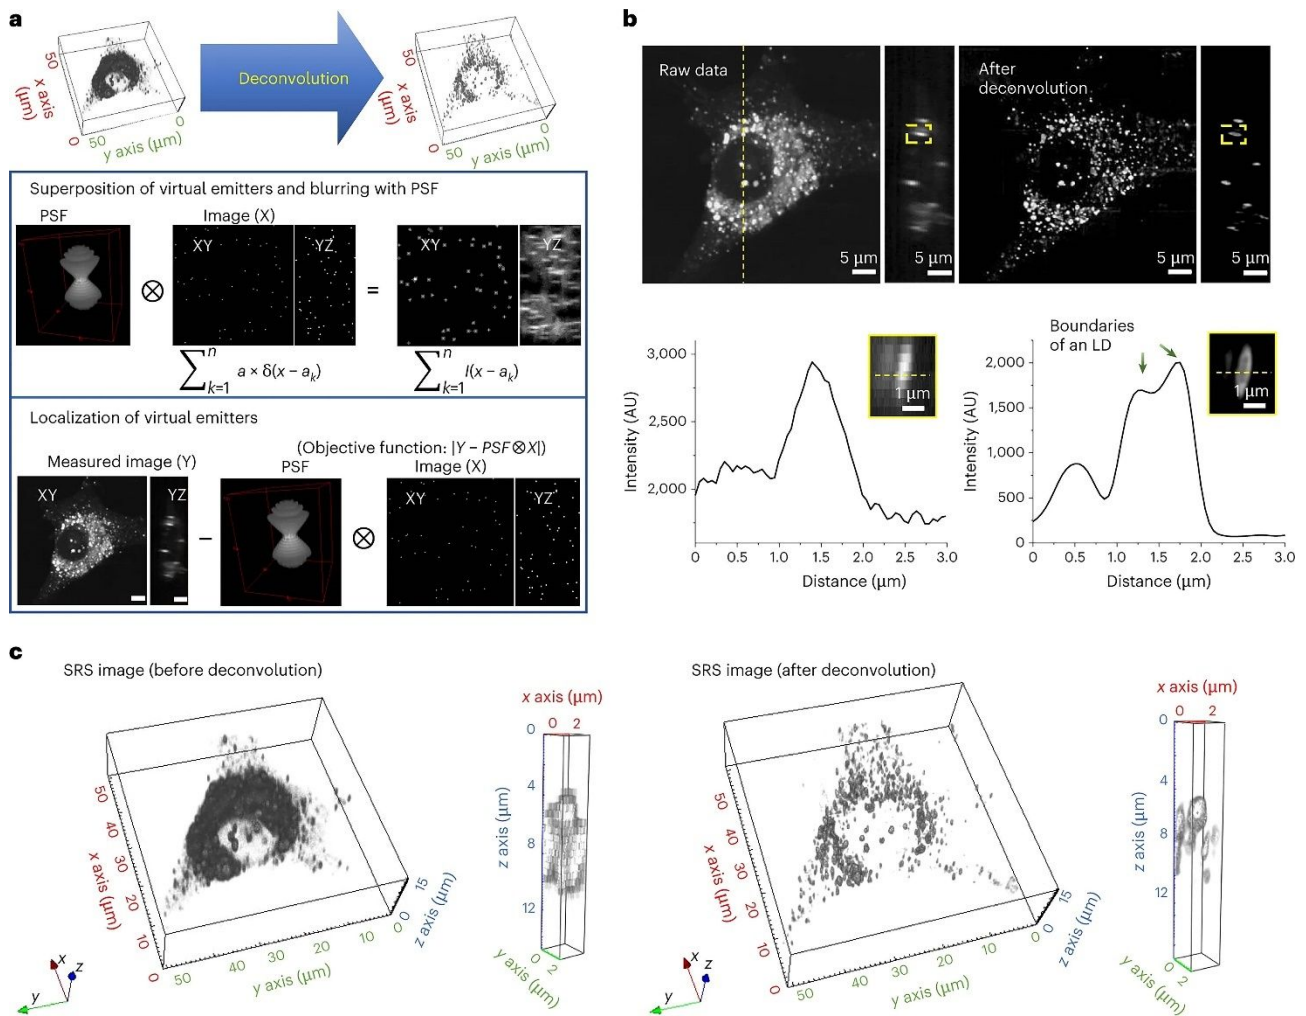 a
50
x axis
(μm)
0
50
y axis (μm)
0
Deconvolution
50
x axis
(μm)
0
50
y axis (μm)
0
Superposition of virtual emitters and blurring with PSF
PSF
Image (X)
XY
YZ
⊗
=
XY
YZ
∑ⁿₖ₌₁ a × δ(x − aₖ)
∑ⁿₖ₌₁ I(x − aₖ)
Localization of virtual emitters
(Objective function: |Y − PSF⊗X|)
Measured image (Y)
PSF
Image (X)
XY
YZ
−
⊗
XY
YZ
b
Raw data
5 μm
5 μm
After
decenvolution
5 μm
5 μm
3,000
2,500
2,000
Intensity (AU)
0
0.5
1.0
1.5
2.0
2.5
3.0
Distance (μm)
1 μm
Boundaries
of an LD
2,000
1,500
1,000
500
0
Intensity (AU)
0
0.5
1.0
1.5
2.0
2.5
3.0
Distance (μm)
1 μm
c
SRS image (before deconvolution)
50
40
30
20
10
0
x axis (μm)
50
40
30
20
10
0
y axis (μm)
0
15
z axis (μm)
x
z
y
x axis (μm)
0 2
0
4
8
12
z axis (μm)
0 2
y axis (μm)
SRS image (after deconvolution)
50
40
30
20
10
0
x axis (μm)
50
40
30
20
10
0
y axis (μm)
0
15
z axis (μm)
x
z
y
x axis (μm)
0 2
0
4
8
12
z axis (μm)
0
2
y axis (μm)